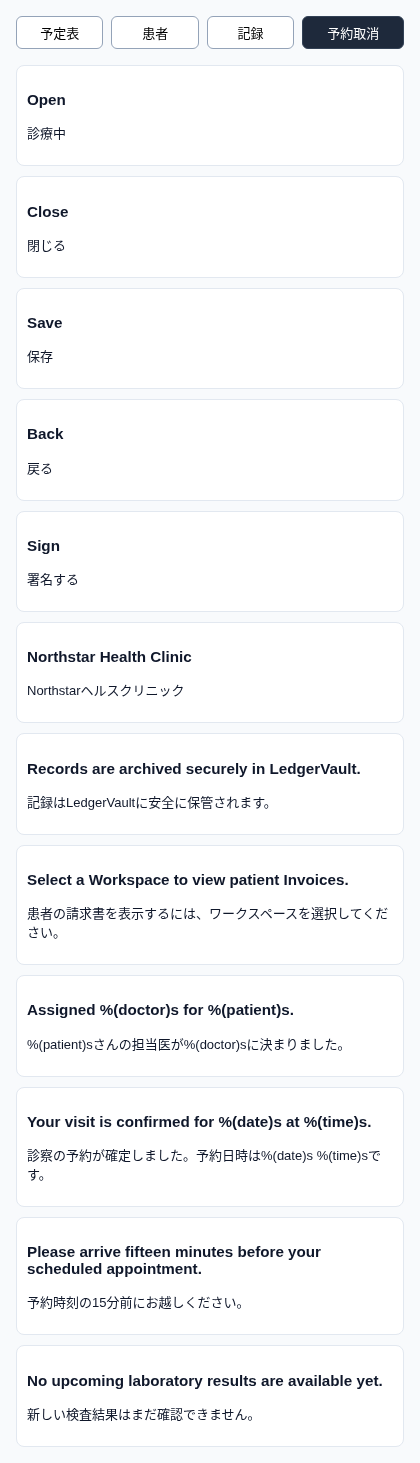 予定表
患者
記録
予約取消
Open
診療中
Close
閉じる
Save
保存
Back
戻る
Sign
署名する
Northstar Health Clinic
Northstarヘルスクリニック
Records are archived securely in LedgerVault.
記録はLedgerVaultに安全に保管されます。
Select a Workspace to view patient Invoices.
患者の請求書を表示するには、ワークスペースを選択してくだ
さい。
Assigned %(doctor)s for %(patient)s.
%(patient)sさんの担当医が%(doctor)sに決まりました。
Your visit is confirmed for %(date)s at %(time)s.
診察の予約が確定しました。予約日時は%(date)s %(time)sで
す。
Please arrive fifteen minutes before your
scheduled appointment.
予約時刻の15分前にお越しください。
No upcoming laboratory results are available yet.
新しい検査結果はまだ確認できません。